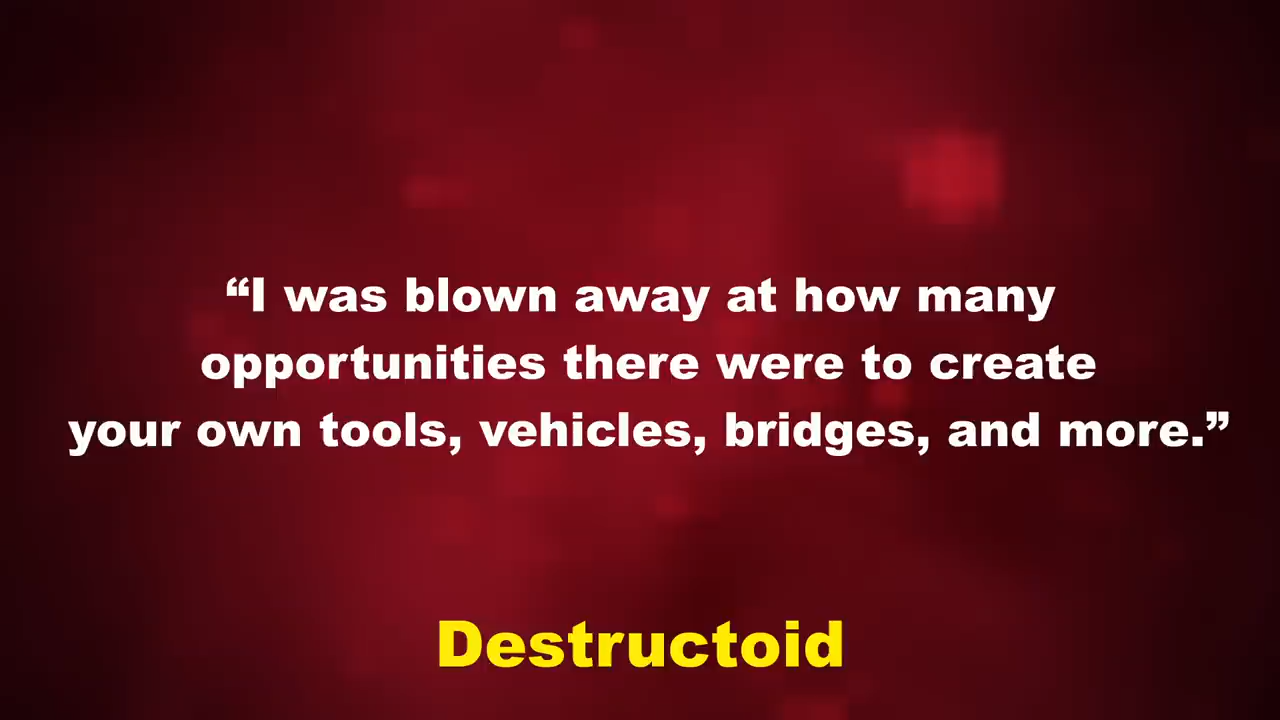 “I was blown away at how many
opportunities there were to create
your own tools, vehicles, bridges, and more.”
Destructoid